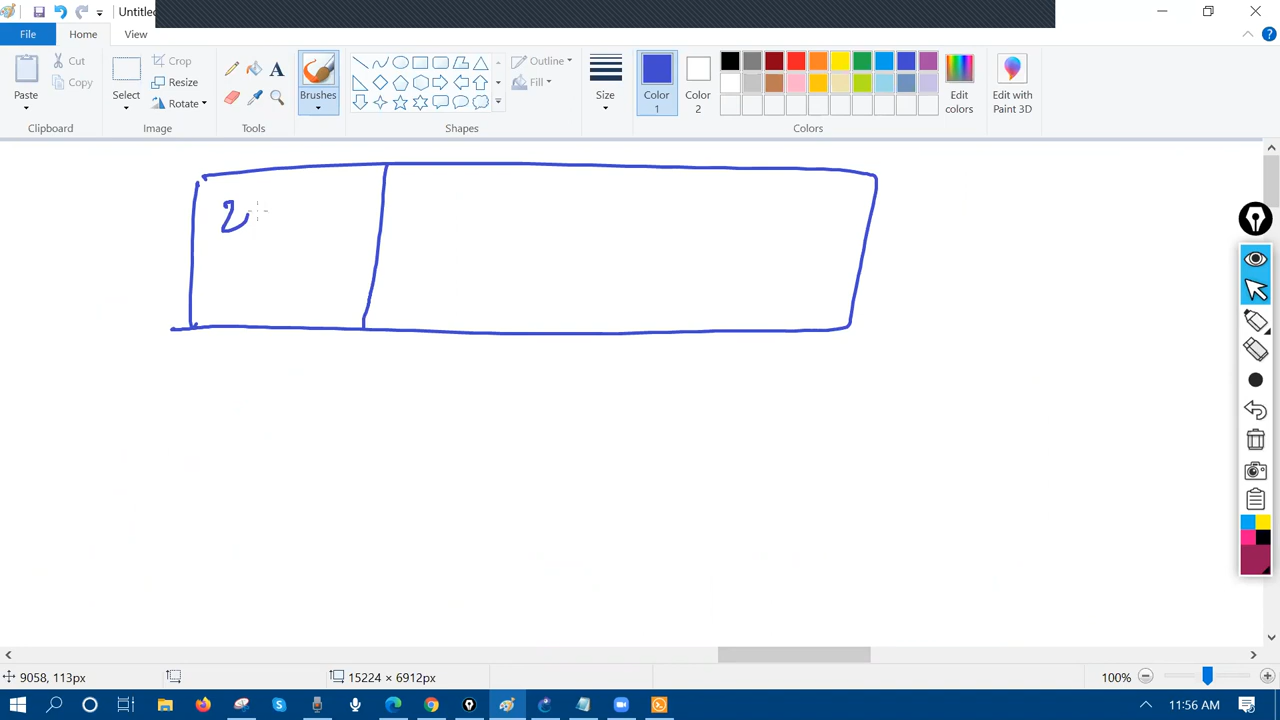 Untitled
File
Home
View
Paste
Cut
Copy
Clipboard
Select
Crop
Resize
Rotate
Image
Tools
Brushes
Outline
Fill
Shapes
Size
Color 1
Color 2
Edit colors
Colors
Edit with Paint 3D
9058, 113px
15224 × 6912px
100%
11:56 AM